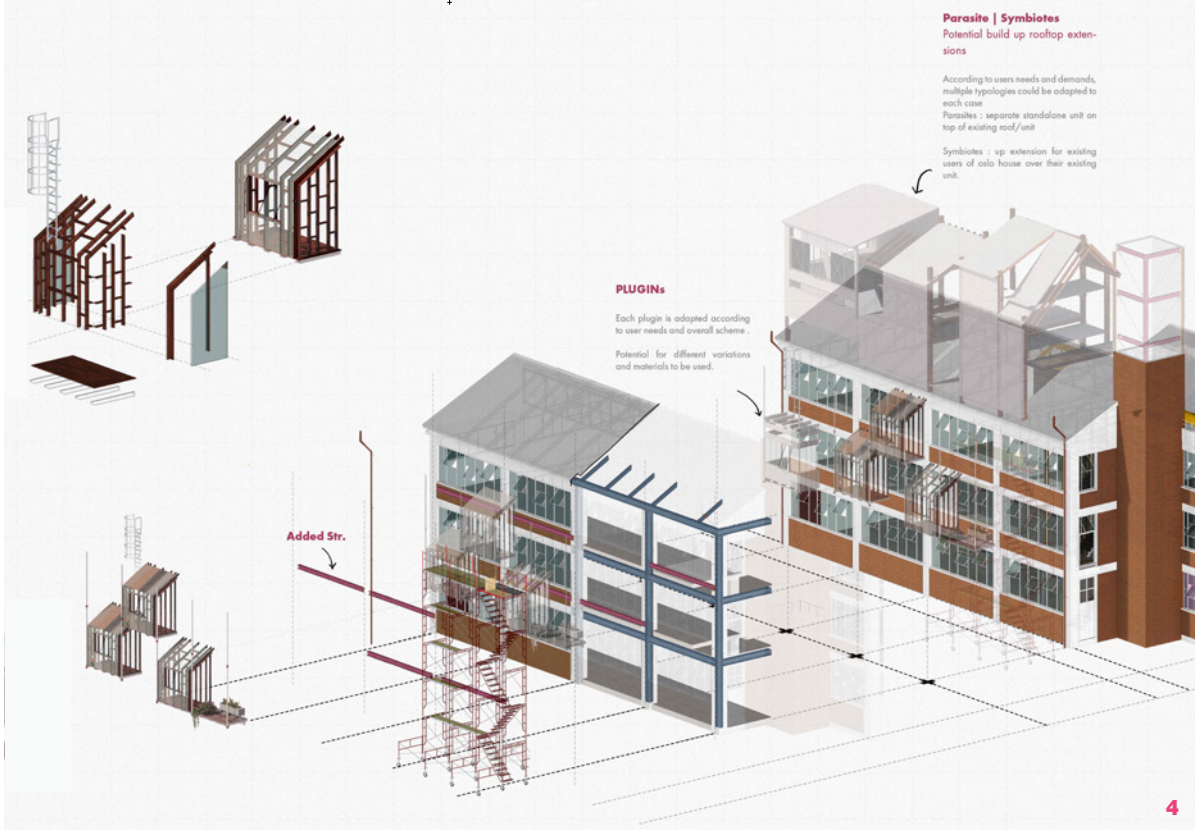 Parasite | Symbiotes
Potential build up rooftop exten-
sions
According to users needs and demands,
multiple typologies could be adapted to
each case
Parasites : separate standalone unit on
top of existing roof/unit
Symbiotes : up extension for existing
users of oslo house over their existing
unit.
PLUGINs
Each plugin is adapted according
to user needs and overall scheme .
Potential for different variations
and materials to be used.
Added Str.
4